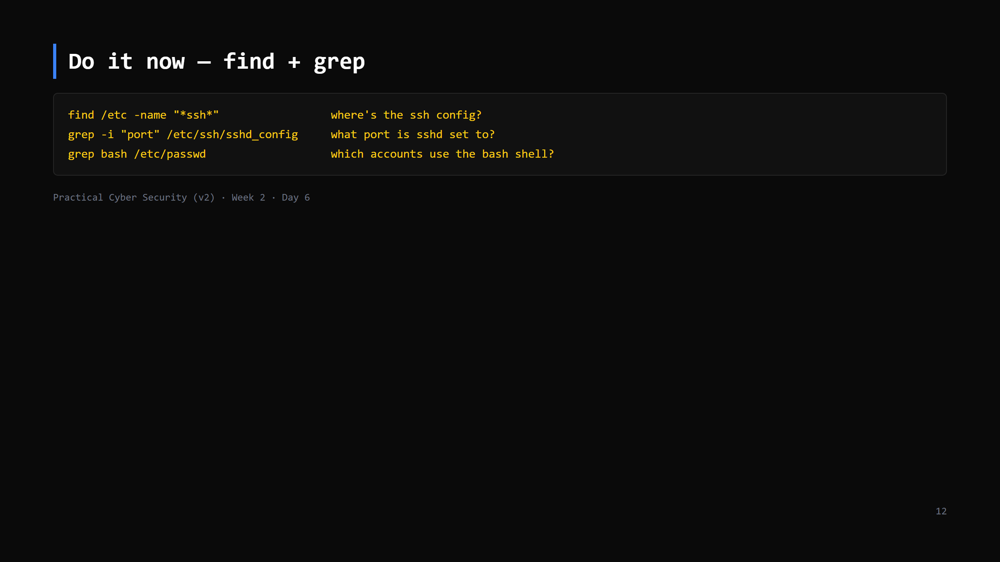 Do it now — find + grep
find /etc -name "*ssh*"                 where's the ssh config?
grep -i "port" /etc/ssh/sshd_config     what port is sshd set to?
grep bash /etc/passwd                   which accounts use the bash shell?
Practical Cyber Security (v2) · Week 2 · Day 6
12